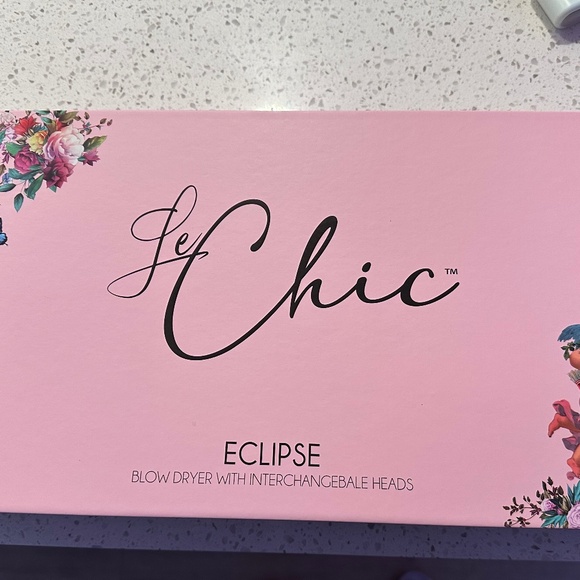 Le Chic™
ECLIPSE
BLOW DRYER WITH INTERCHANGEBALE HEADS